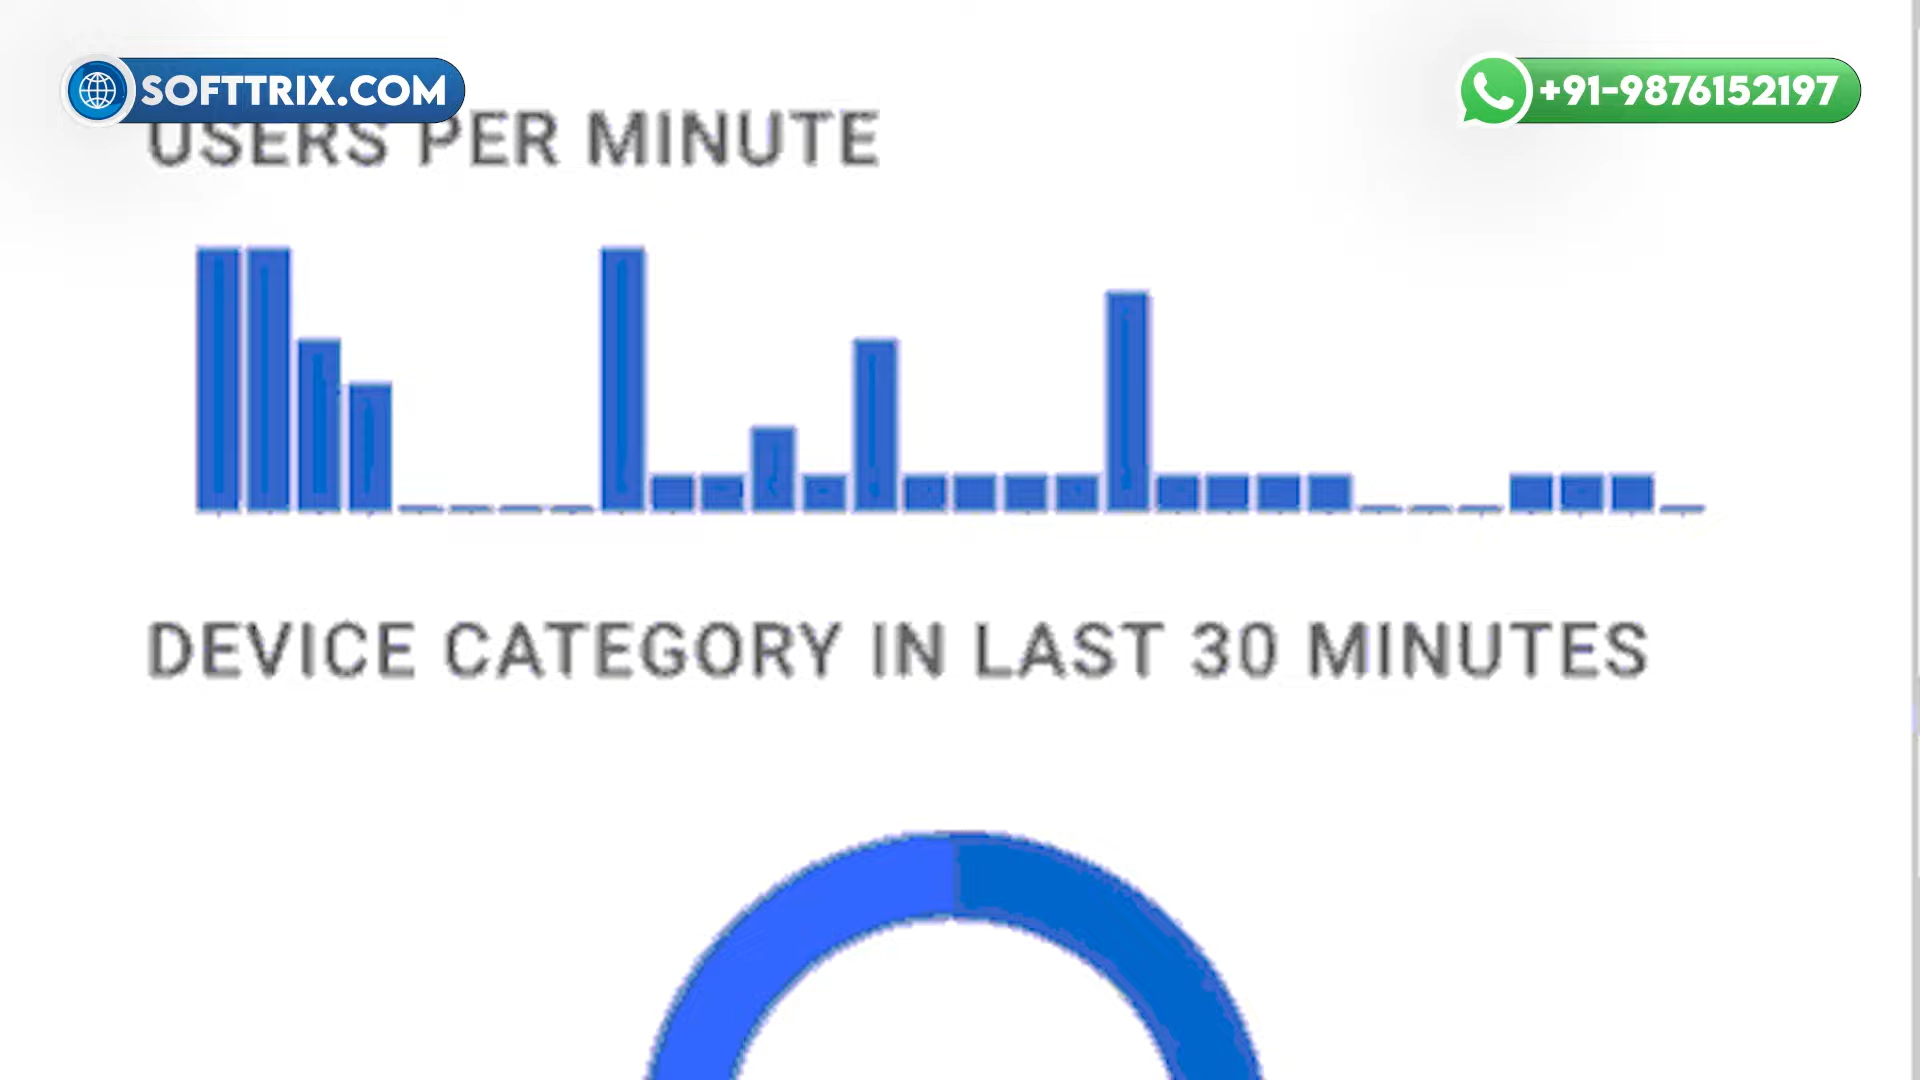 SOFTTRIX.COM
+91-9876152197
USERS PER MINUTE
DEVICE CATEGORY IN LAST 30 MINUTES